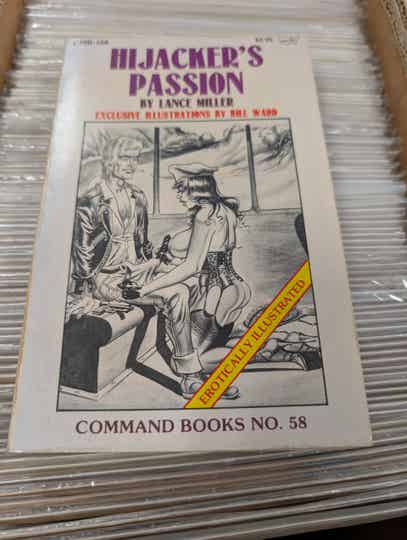 HIJACKER'S
PASSION
BY LANCE MILLER
EXCLUSIVE ILLUSTRATIONS BY BILL WARD
EROTICALLY ILLUSTRATED
COMMAND BOOKS NO. 58